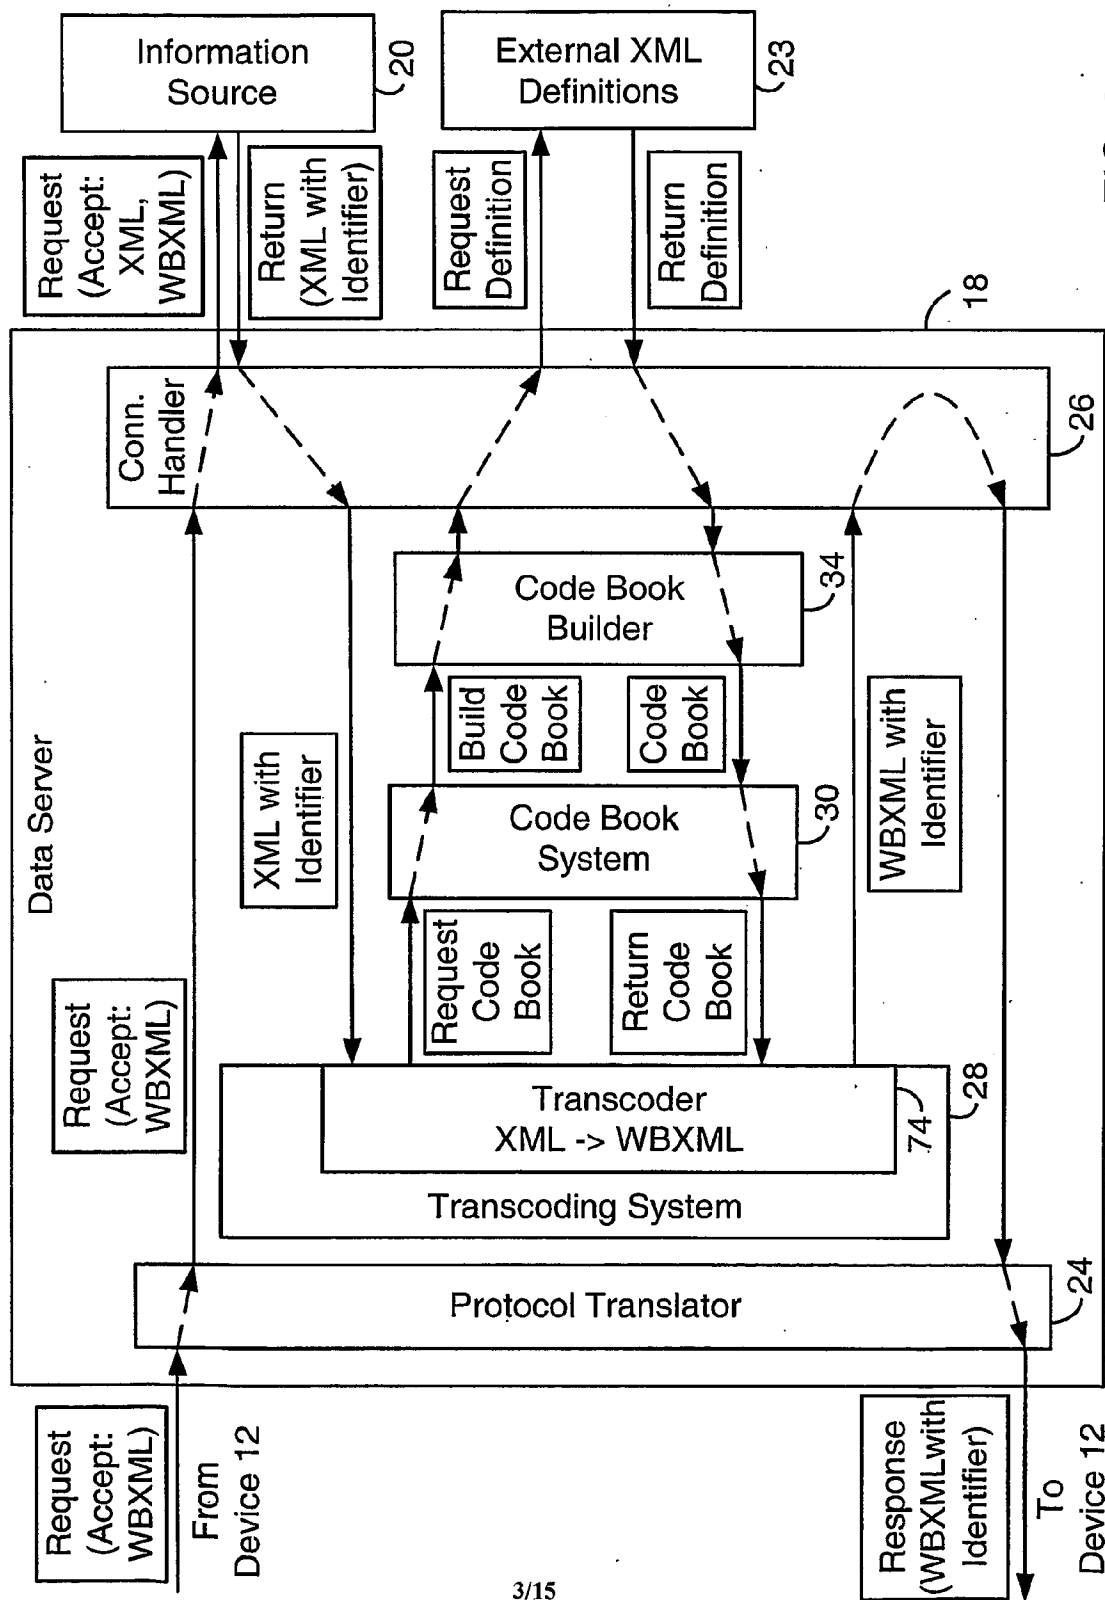 Information
Source
20
External XML
Definitions
23
Request
(Accept:
XML,
WBXML)
Return
(XML with
Identifier)
Request
Definition
Return
Definition
18
Conn.
Handler
26
Data Server
Code Book
Builder
34
XML with
Identifier
Build
Code
Book
Code
Book
WBXML with
Identifier
Code Book
System
30
Request
(Accept:
WBXML)
Request
Code
Book
Return
Code
Book
Transcoder
XML -> WBXML
74
Transcoding System
28
Protocol Translator
24
Request
(Accept:
WBXML)
From
Device 12
Response
(WBXMLwith
Identifier)
To
Device 12
3/15